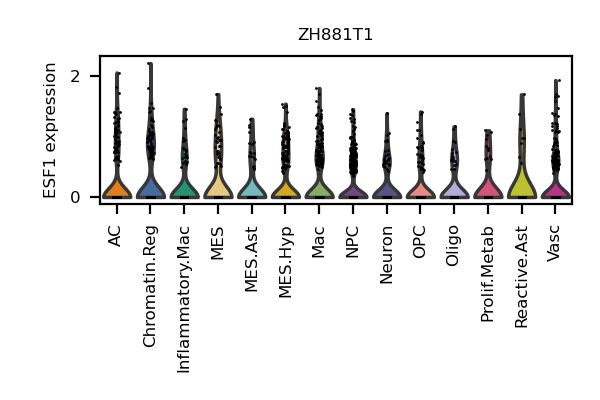 ZH881T1
ESF1 expression
2
0
AC
Chromatin.Reg
Inflammatory.Mac
MES
MES.Ast
MES.Hyp
Mac
NPC
Neuron
OPC
Oligo
Prolif.Metab
Reactive.Ast
Vasc